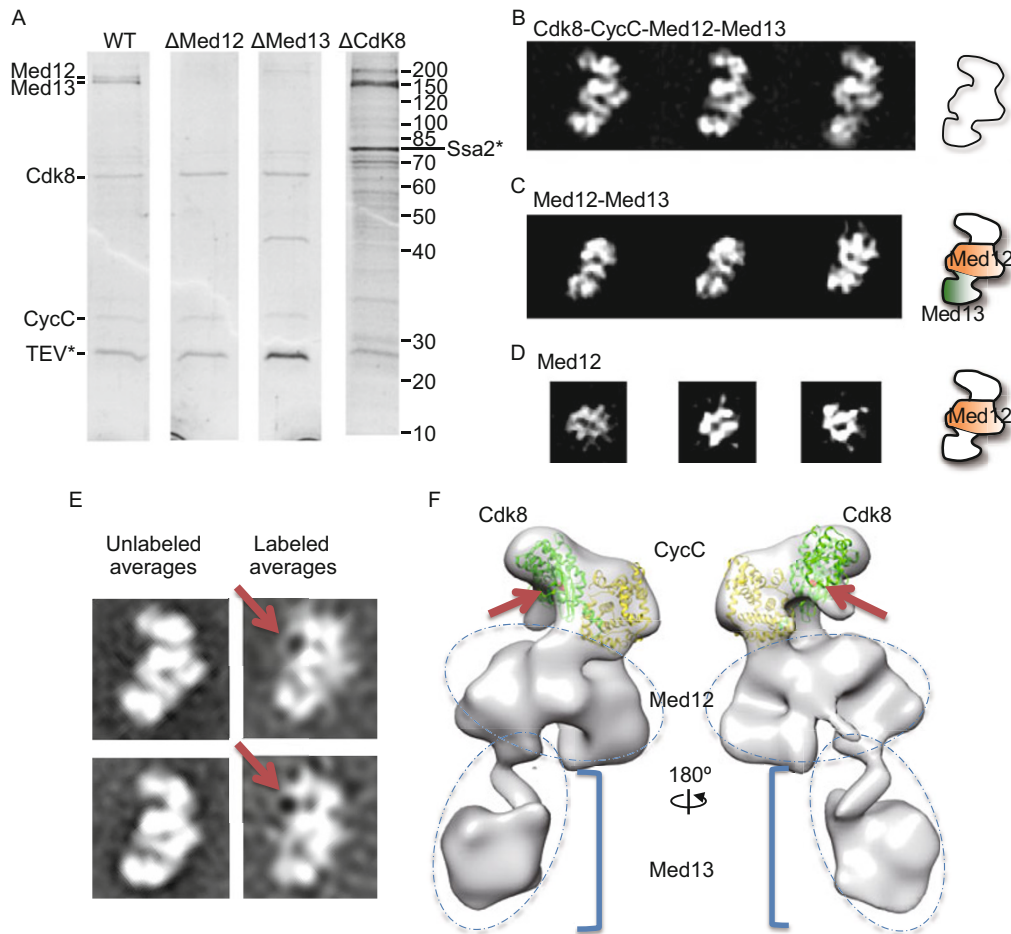 A
WT
ΔMed12
ΔMed13
ΔCdK8
Med12
Med13
Cdk8
CycC
TEV*
200
150
120
100
85
70
60
50
40
30
20
10
Ssa2*
B
Cdk8-CycC-Med12-Med13
C
Med12-Med13
Med12
Med13
D
Med12
Med12
E
Unlabeled
averages
Labeled
averages
F
Cdk8
CycC
Cdk8
Med12
180º
Med13